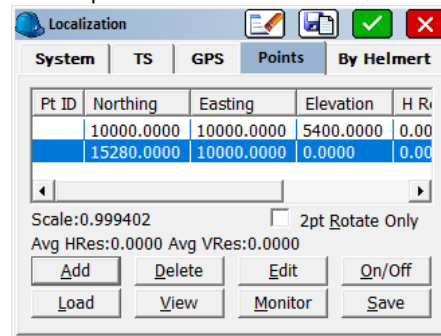 Localization
System TS GPS Points By Helmert
Pt ID Northing Easting Elevation H Re
10000.0000 10000.0000 5400.0000 0.00
15280.0000 10000.0000 0.0000 0.00
Scale:0.999402 2pt Rotate Only
Avg HRes:0.0000 Avg VRes:0.0000
Add Delete Edit On/Off
Load View Monitor Save